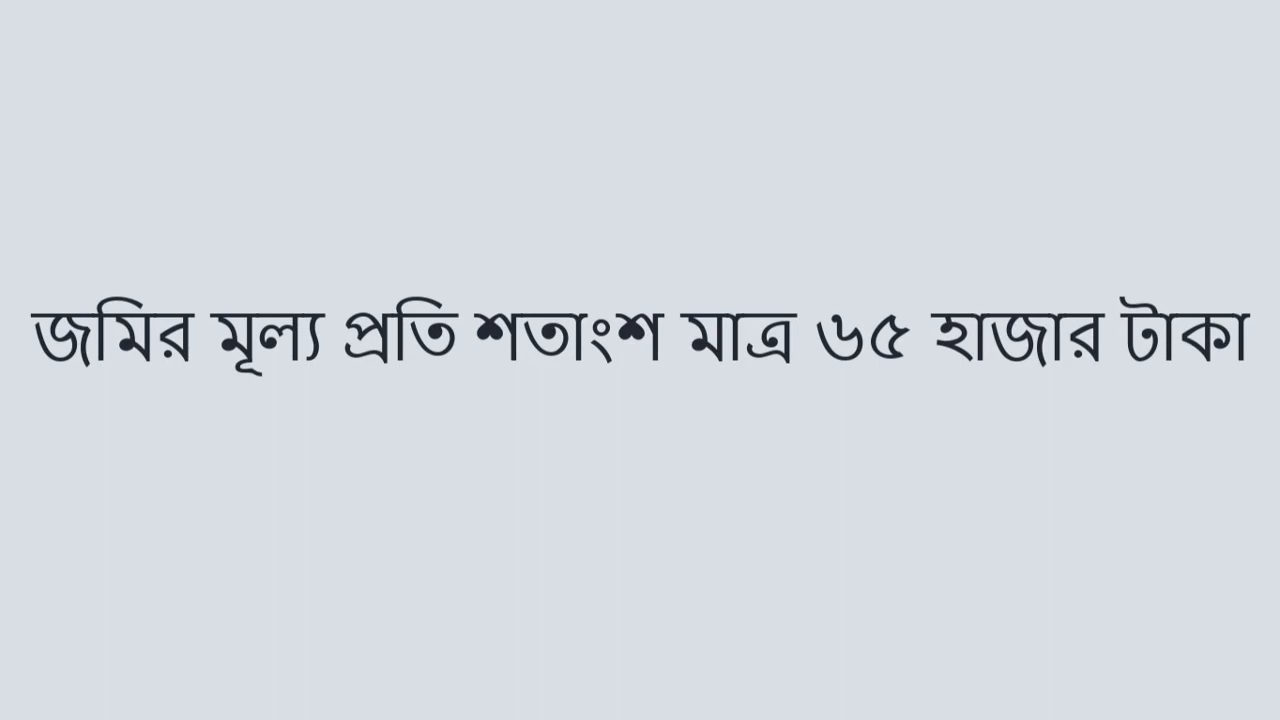 জমির মূল্য প্রতি শতাংশ মাত্র ৬৫ হাজার টাকা